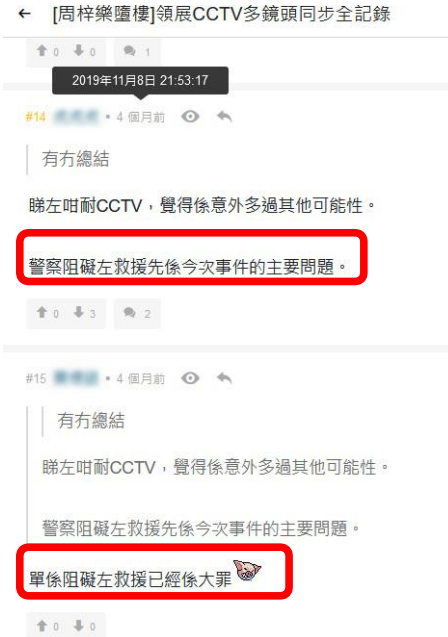 ← [周梓樂墮樓]領展CCTV多鏡頭同步全記錄
0 0 1
2019年11月8日 21:53:17
#14 • 4 個月前
有冇總結
睇左咁耐CCTV，覺得係意外多過其他可能性。
警察阻礙左救援先係今次事件的主要問題。
0 3 2
#15 • 4 個月前
有冇總結
睇左咁耐CCTV，覺得係意外多過其他可能性。
警察阻礙左救援先係今次事件的主要問題。
單係阻礙左救援已經係大罪
0 0